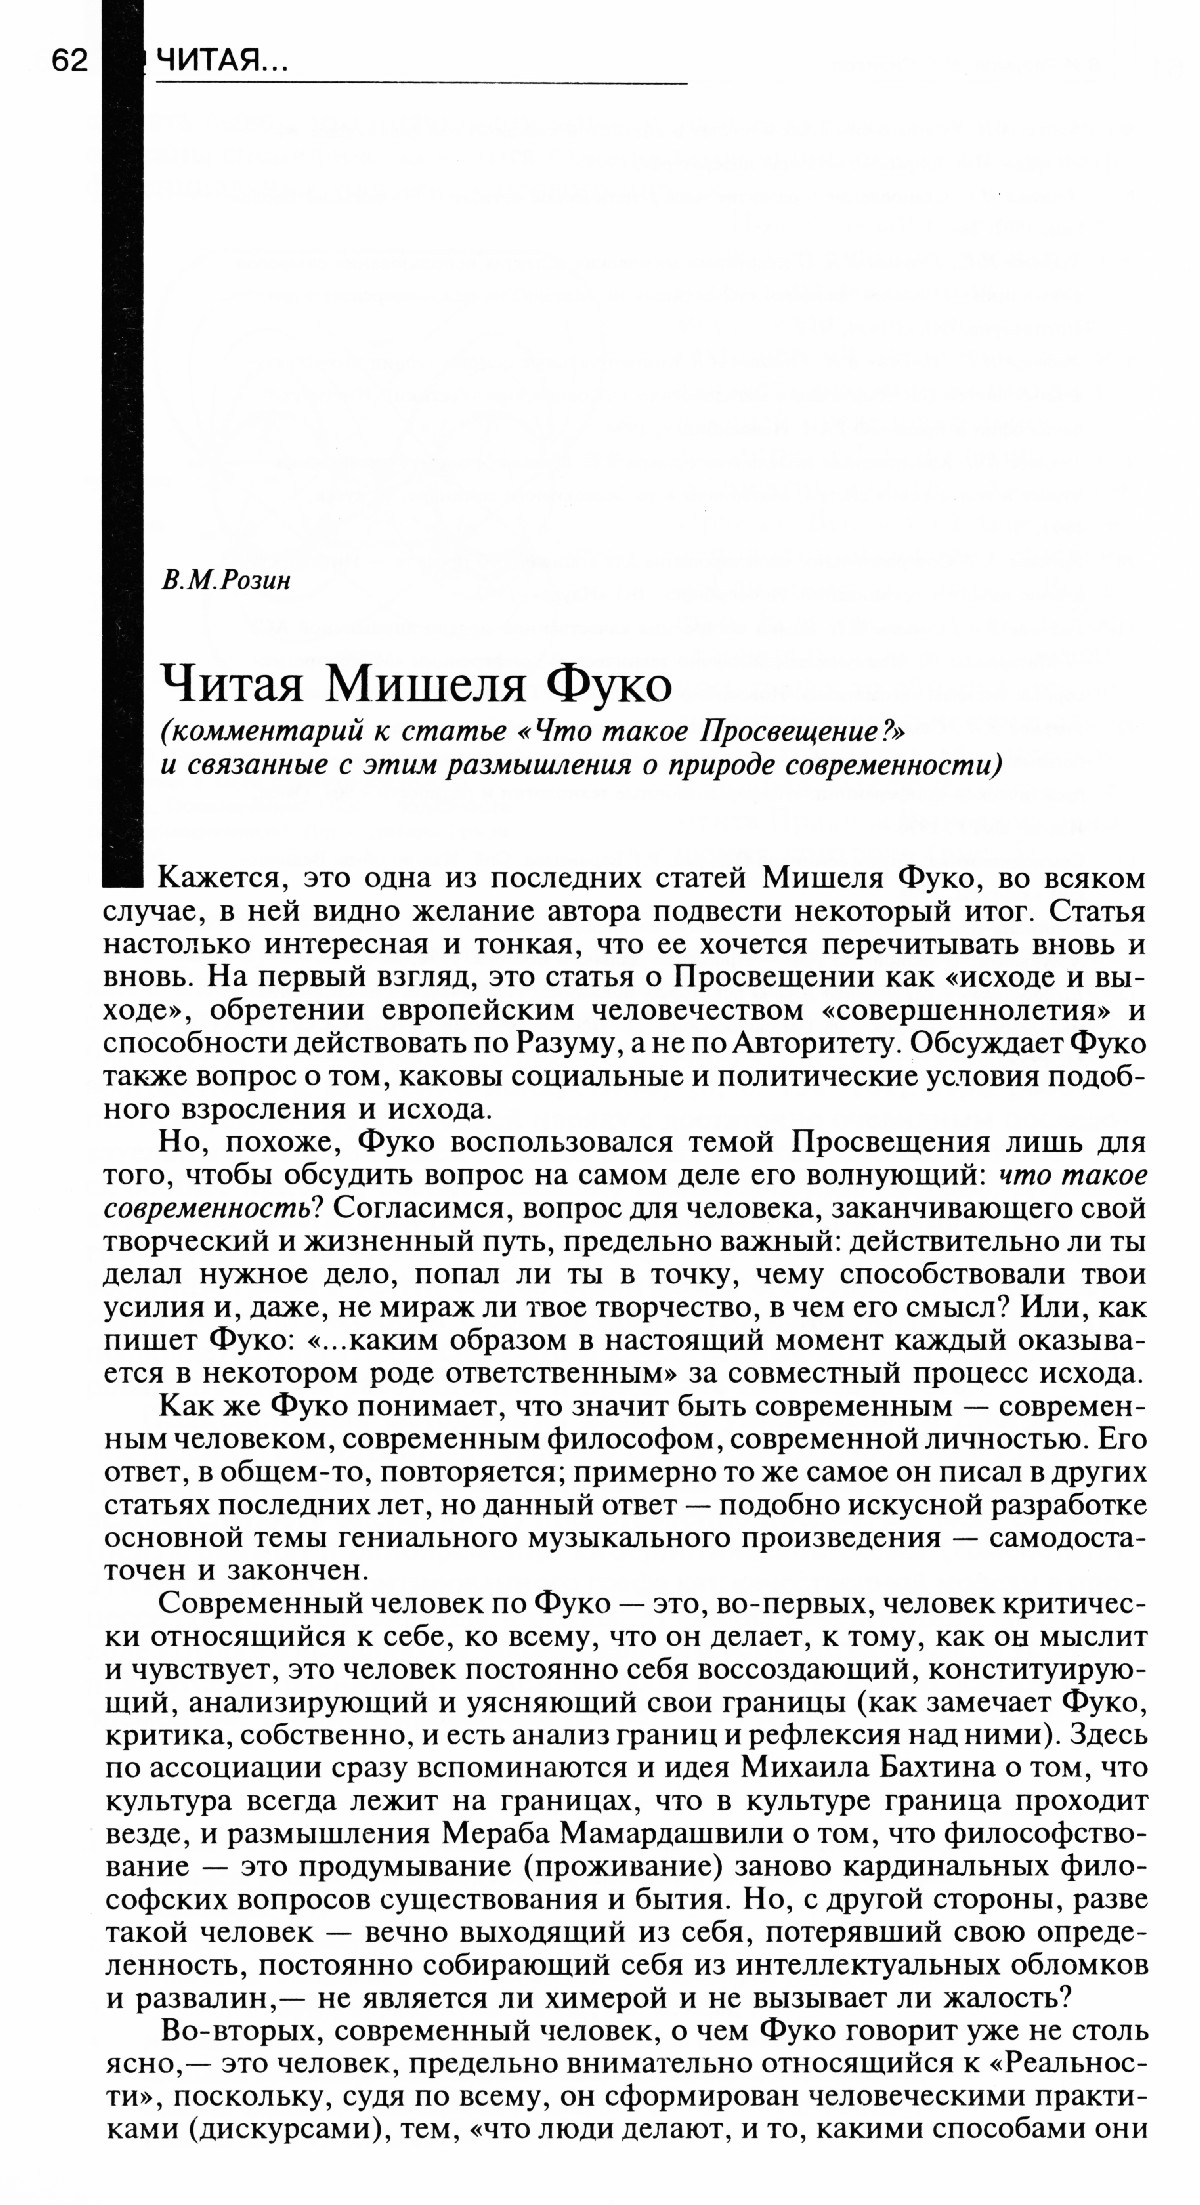 62
ЧИТАЯ...
В.М.Розин
Читая Мишеля Фуко
(комментарий к статье «Что такое Просвещение?»
и связанные с этим размышления о природе современности)
Кажется, это одна из последних статей Мишеля Фуко, во всяком
случае, в ней видно желание автора подвести некоторый итог. Статья
настолько интересная и тонкая, что ее хочется перечитывать вновь и
вновь. На первый взгляд, это статья о Просвещении как «исходе и вы-
ходе», обретении европейским человечеством «совершеннолетия» и
способности действовать по Разуму, а не по Авторитету. Обсуждает Фуко
также вопрос о том, каковы социальные и политические условия подоб-
ного взросления и исхода.
Но, похоже, Фуко воспользовался темой Просвещения лишь для
того, чтобы обсудить вопрос на самом деле его волнующий: что такое
современность? Согласимся, вопрос для человека, заканчивающего свой
творческий и жизненный путь, предельно важный: действительно ли ты
делал нужное дело, попал ли ты в точку, чему способствовали твои
усилия и, даже, не мираж ли твое творчество, в чем его смысл? Или, как
пишет Фуко: «...каким образом в настоящий момент каждый оказыва-
ется в некотором роде ответственным» за совместный процесс исхода.
Как же Фуко понимает, что значит быть современным — современ-
ным человеком, современным философом, современной личностью. Его
ответ, в общем-то, повторяется; примерно то же самое он писал в других
статьях последних лет, но данный ответ — подобно искусной разработке
основной темы гениального музыкального произведения — самодоста-
точен и закончен.
Современный человек по Фуко — это, во-первых, человек критичес-
ки относящийся к себе, ко всему, что он делает, к тому, как он мыслит
и чувствует, это человек постоянно себя воссоздающий, конституирую-
щий, анализирующий и уясняющий свои границы (как замечает Фуко,
критика, собственно, и есть анализ границ и рефлексия над ними). Здесь
по ассоциации сразу вспоминаются и идея Михаила Бахтина о том, что
культура всегда лежит на границах, что в культуре граница проходит
везде, и размышления Мераба Мамардашвили о том, что философство-
вание — это продумывание (проживание) заново кардинальных фило-
софских вопросов существования и бытия. Но, с другой стороны, разве
такой человек — вечно выходящий из себя, потерявший свою опреде-
ленность, постоянно собирающий себя из интеллектуальных обломков
и развалин,— не является ли химерой и не вызывает ли жалость?
Во-вторых, современный человек, о чем Фуко говорит уже не столь
ясно,— это человек, предельно внимательно относящийся к «Реальнос-
ти», поскольку, судя по всему, он сформирован человеческими практи-
ками (дискурсами), тем, «что люди делают, и то, какими способами они